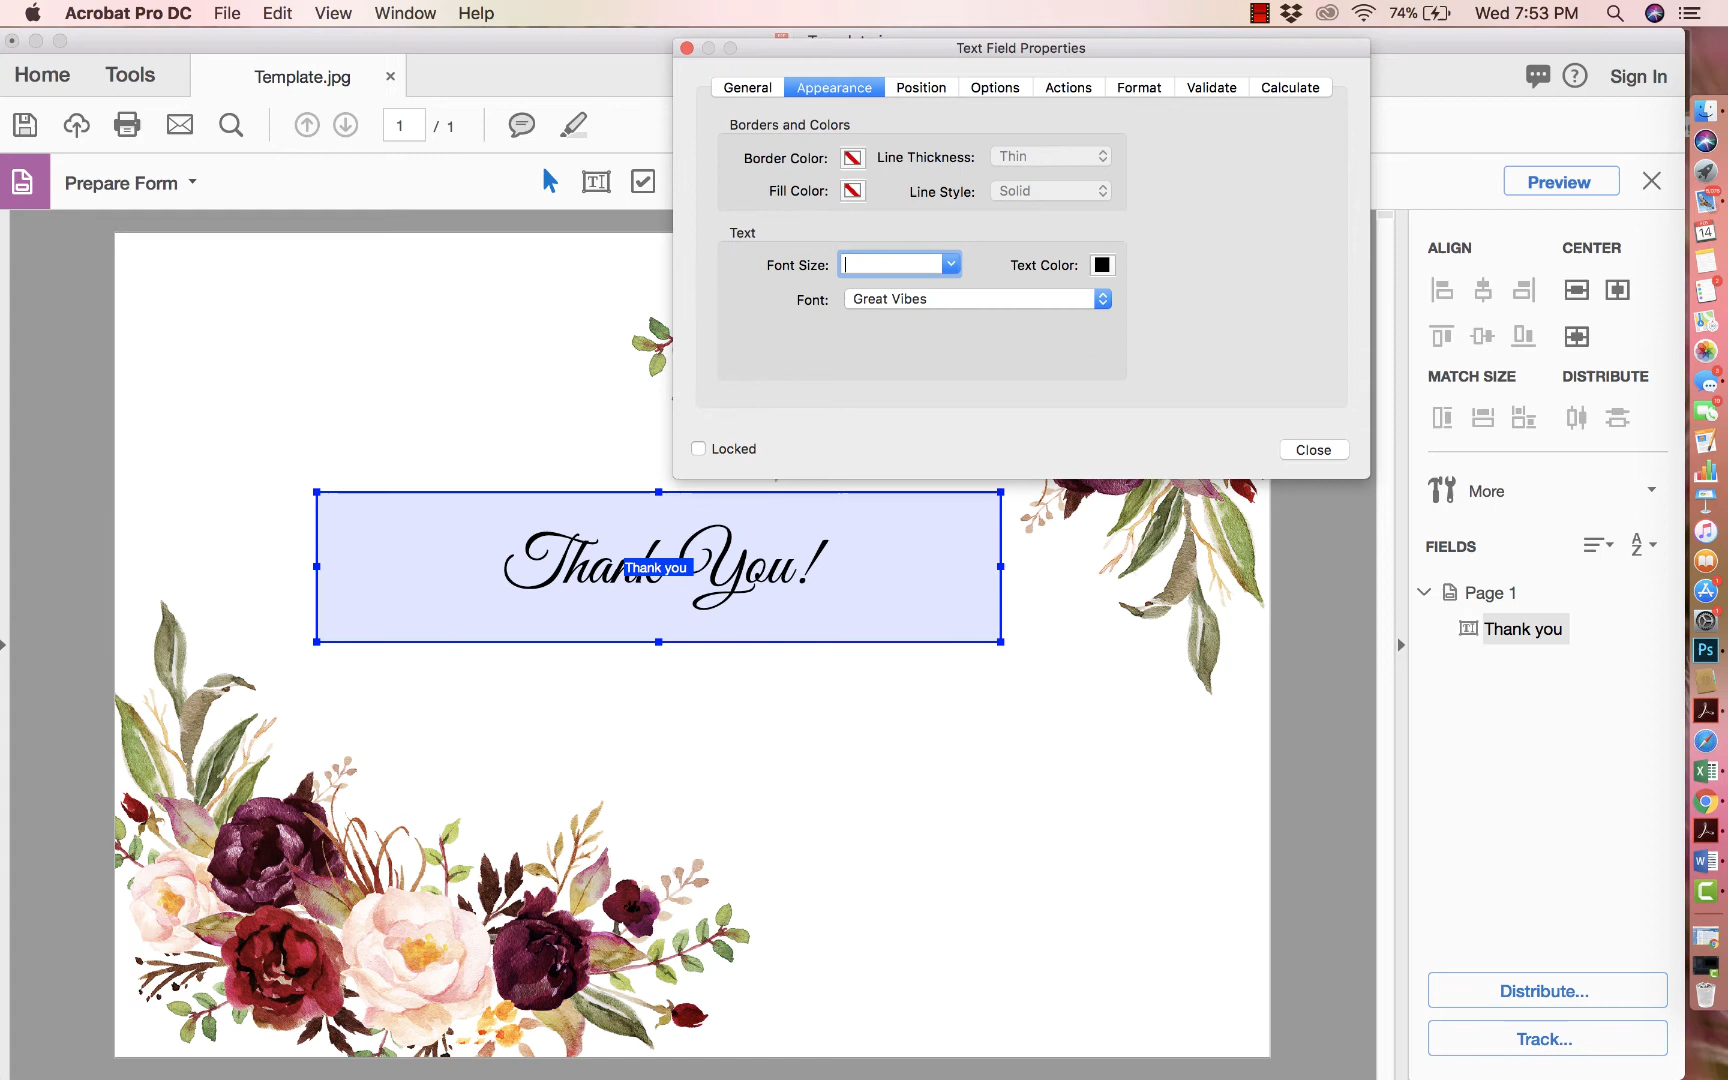 Acrobat Pro DC File Edit View Window Help 74% Wed 7:53 PM
Text Field Properties
Home Tools Template.jpg × Sign In
General Appearance Position Options Actions Format Validate Calculate
1 / 1
Borders and Colors
Border Color: Line Thickness: Thin
Fill Color: Line Style: Solid
Prepare Form Preview
Text
Font Size: Text Color:
Font: Great Vibes
Locked Close
Thank You!
Thank you
ALIGN CENTER
MATCH SIZE DISTRIBUTE
More
FIELDS
Page 1
Thank you
Distribute...
Track...